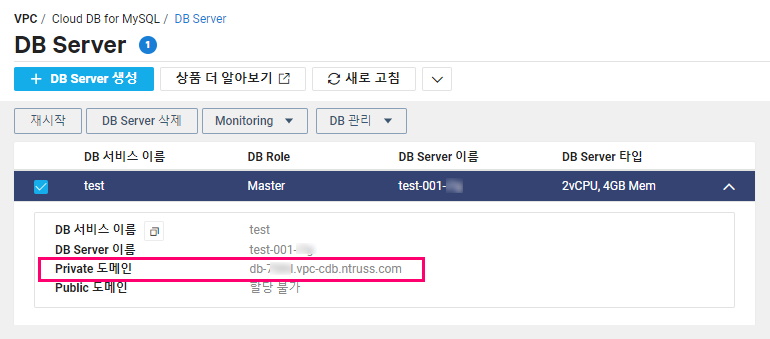 VPC / Cloud DB for MySQL / DB Server
DB Server 1
+ DB Server 생성 상품 더 알아보기 새로 고침
재시작 DB Server 삭제 Monitoring DB 관리
DB 서비스 이름 DB Role DB Server 이름 DB Server 타입
test Master test-001- 2vCPU, 4GB Mem
DB 서비스 이름 test
DB Server 이름 test-001-
Private 도메인 db-7 .vpc-cdb.ntruss.com
Public 도메인 할당 불가